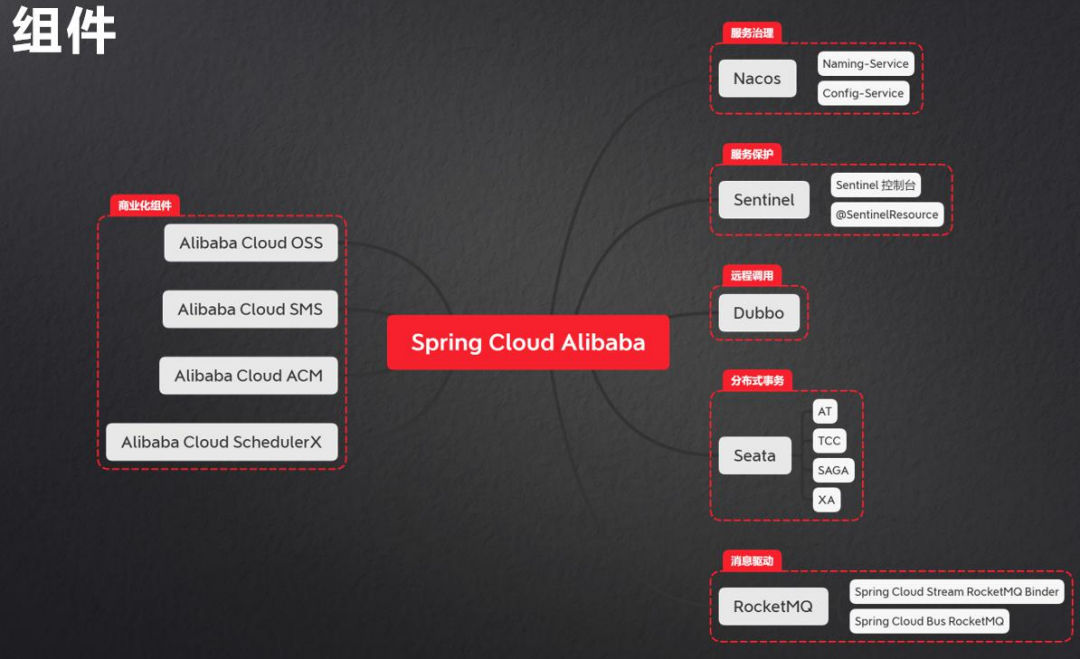 组件
服务治理
Nacos
Naming-Service
Config-Service
服务保护
Sentinel
Sentinel 控制台
@SentinelResource
商业化组件
Alibaba Cloud OSS
Alibaba Cloud SMS
Alibaba Cloud ACM
Alibaba Cloud SchedulerX
Spring Cloud Alibaba
远程调用
Dubbo
分布式事务
Seata
AT
TCC
SAGA
XA
消息驱动
RocketMQ
Spring Cloud Stream RocketMQ Binder
Spring Cloud Bus RocketMQ